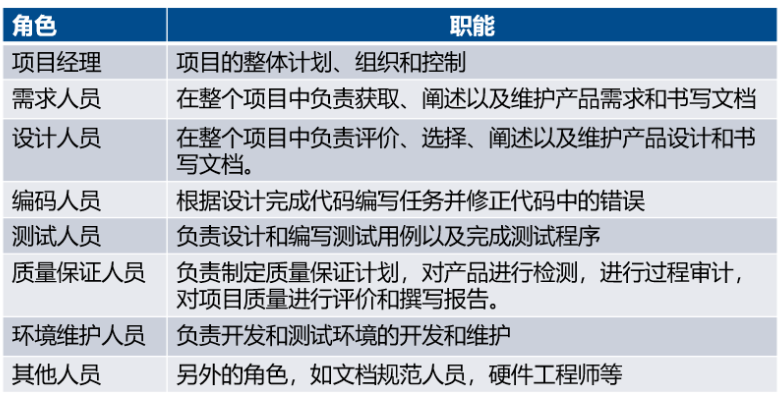 角色 职能
项目经理 项目的整体计划、组织和控制
需求人员 在整个项目中负责获取、阐述以及维护产品需求和书写文档
设计人员 在整个项目中负责评价、选择、阐述以及维护产品设计和书
写文档。
编码人员 根据设计完成代码编写任务并修正代码中的错误
测试人员 负责设计和编写测试用例以及完成测试程序
质量保证人员 负责制定质量保证计划，对产品进行检测，进行过程审计，
对项目质量进行评价和撰写报告。
环境维护人员 负责开发和测试环境的开发和维护
其他人员 另外的角色，如文档规范人员，硬件工程师等